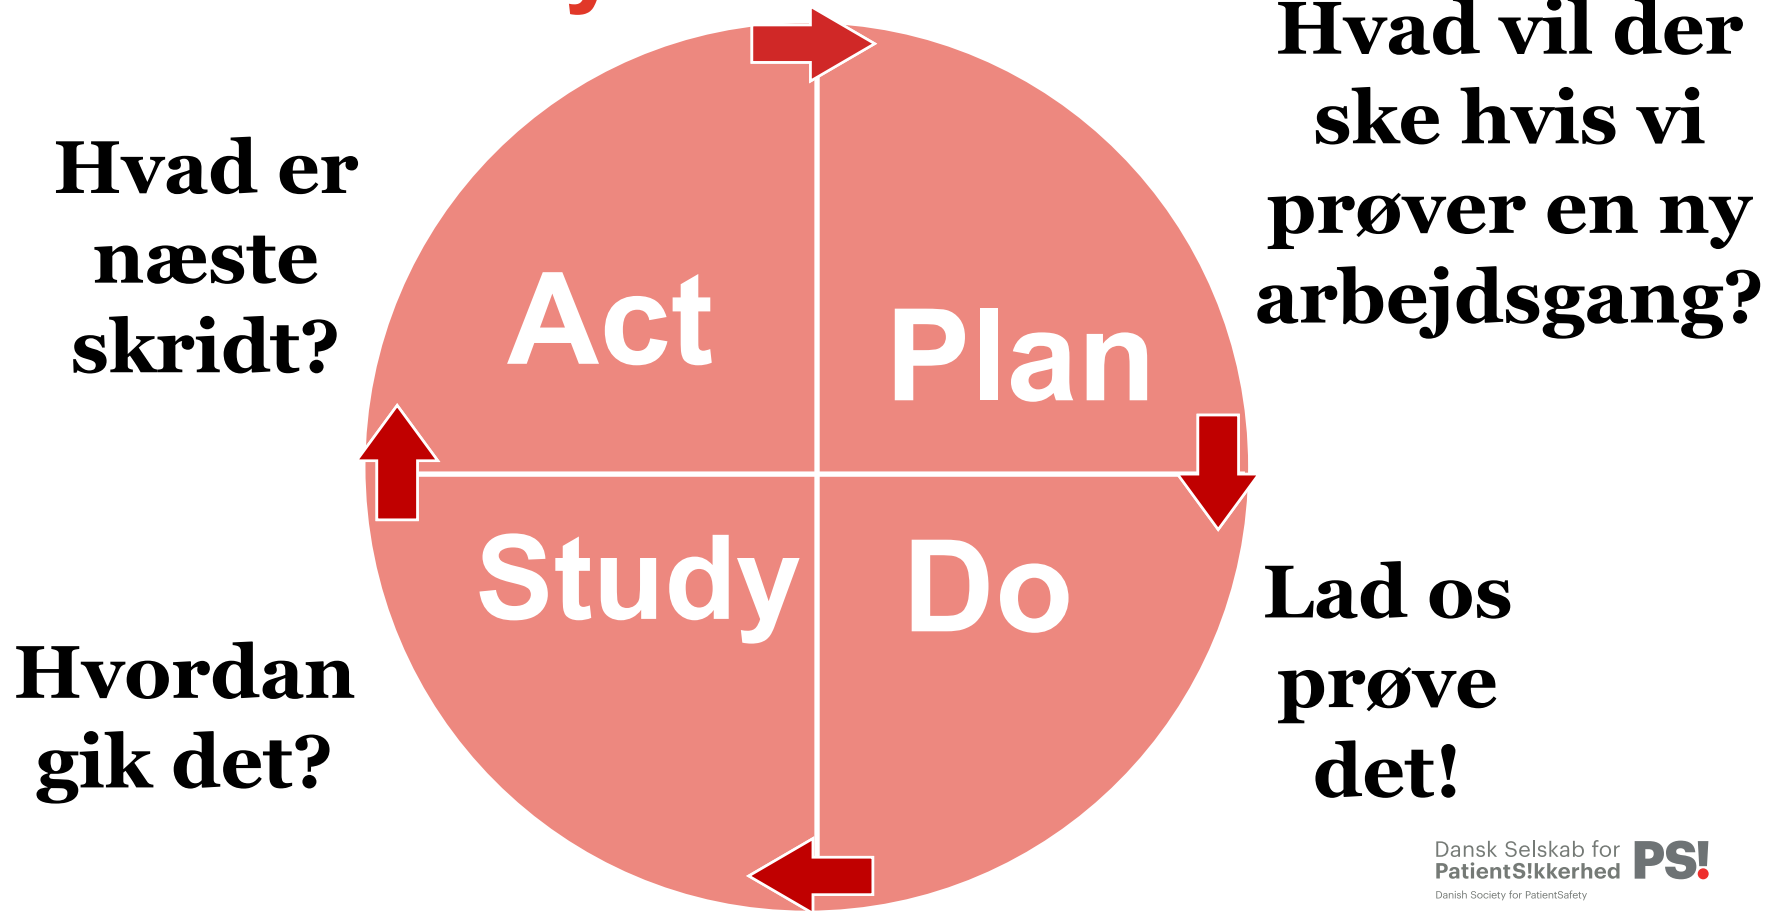 Hvad vil der
ske hvis vi
prøver en ny
arbejdsgang?
Hvad er
næste
skridt?
Act
Plan
Study
Do
Lad os
prøve
det!
Hvordan
gik det?
Dansk Selskab for
PatientS!kkerhed
PS!
Danish Society for PatientSafety